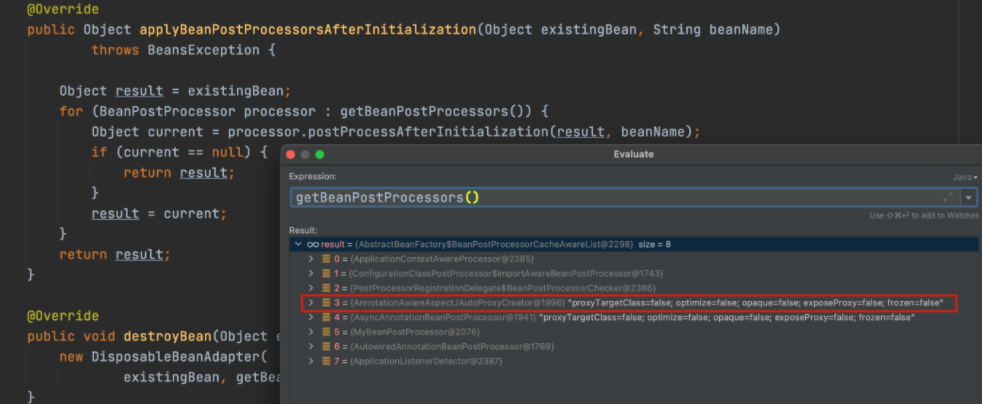 @Override
public Object applyBeanPostProcessorsAfterInitialization(Object existingBean, String beanName)
throws BeansException {
Object result = existingBean;
for (BeanPostProcessor processor : getBeanPostProcessors()) {
Object current = processor.postProcessAfterInitialization(result, beanName);
if (current == null) {
return result;
}
result = current;
}
return result;
}
@Override
public void destroyBean(Object e
new DisposableBeanAdapter(
existingBean, getBea
}
Evaluate
Expression:
Java
getBeanPostProcessors()
Use ⇧⌘⏎ to add to Watches
Result:
oo result = {AbstractBeanFactory$BeanPostProcessorCacheAwareList@2298} size = 8
0 = {ApplicationContextAwareProcessor@2385}
1 = {ConfigurationClassPostProcessor$ImportAwareBeanPostProcessor@1743}
2 = {PostProcessorRegistrationDelegate$BeanPostProcessorChecker@2386}
3 = {AnnotationAwareAspectJAutoProxyCreator@1996} "proxyTargetClass=false; optimize=false; opaque=false; exposeProxy=false; frozen=false"
4 = {AsyncAnnotationBeanPostProcessor@1941} "proxyTargetClass=false; optimize=false; opaque=false; exposeProxy=false; frozen=false"
5 = {MyBeanPostProcessor@2076}
6 = {AutowiredAnnotationBeanPostProcessor@1769}
7 = {ApplicationListenerDetector@2387}